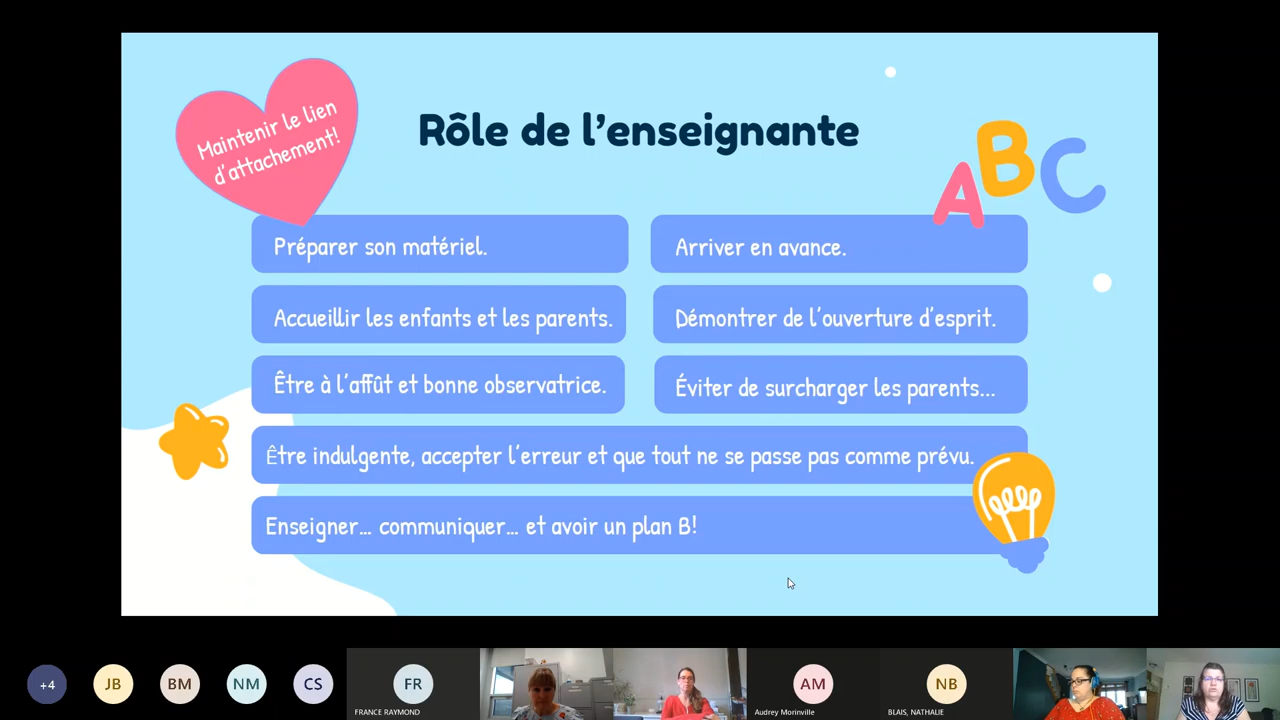 Maintenir le lien
d'attachement!
Rôle de l'enseignante
A B C
Préparer son matériel.
Arriver en avance.
Accueillir les enfants et les parents.
Démontrer de l'ouverture d'esprit.
Être à l'affût et bonne observatrice.
Éviter de surcharger les parents...
Être indulgente, accepter l'erreur et que tout ne se passe pas comme prévu.
Enseigner... communiquer... et avoir un plan B!
+4
JB
BM
NM
CS
FR
FRANCE RAYMOND
AM
Audrey Morinville
NB
BLAIS, NATHALIE